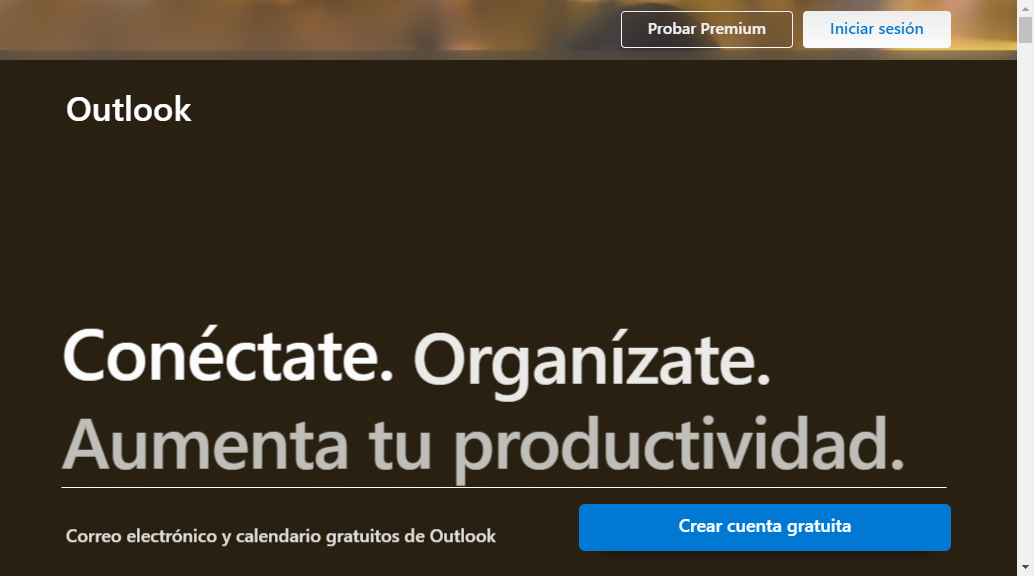 Probar Premium Iniciar sesión
Outlook
Conéctate. Organízate.
Aumenta tu productividad.
Correo electrónico y calendario gratuitos de Outlook
Crear cuenta gratuita